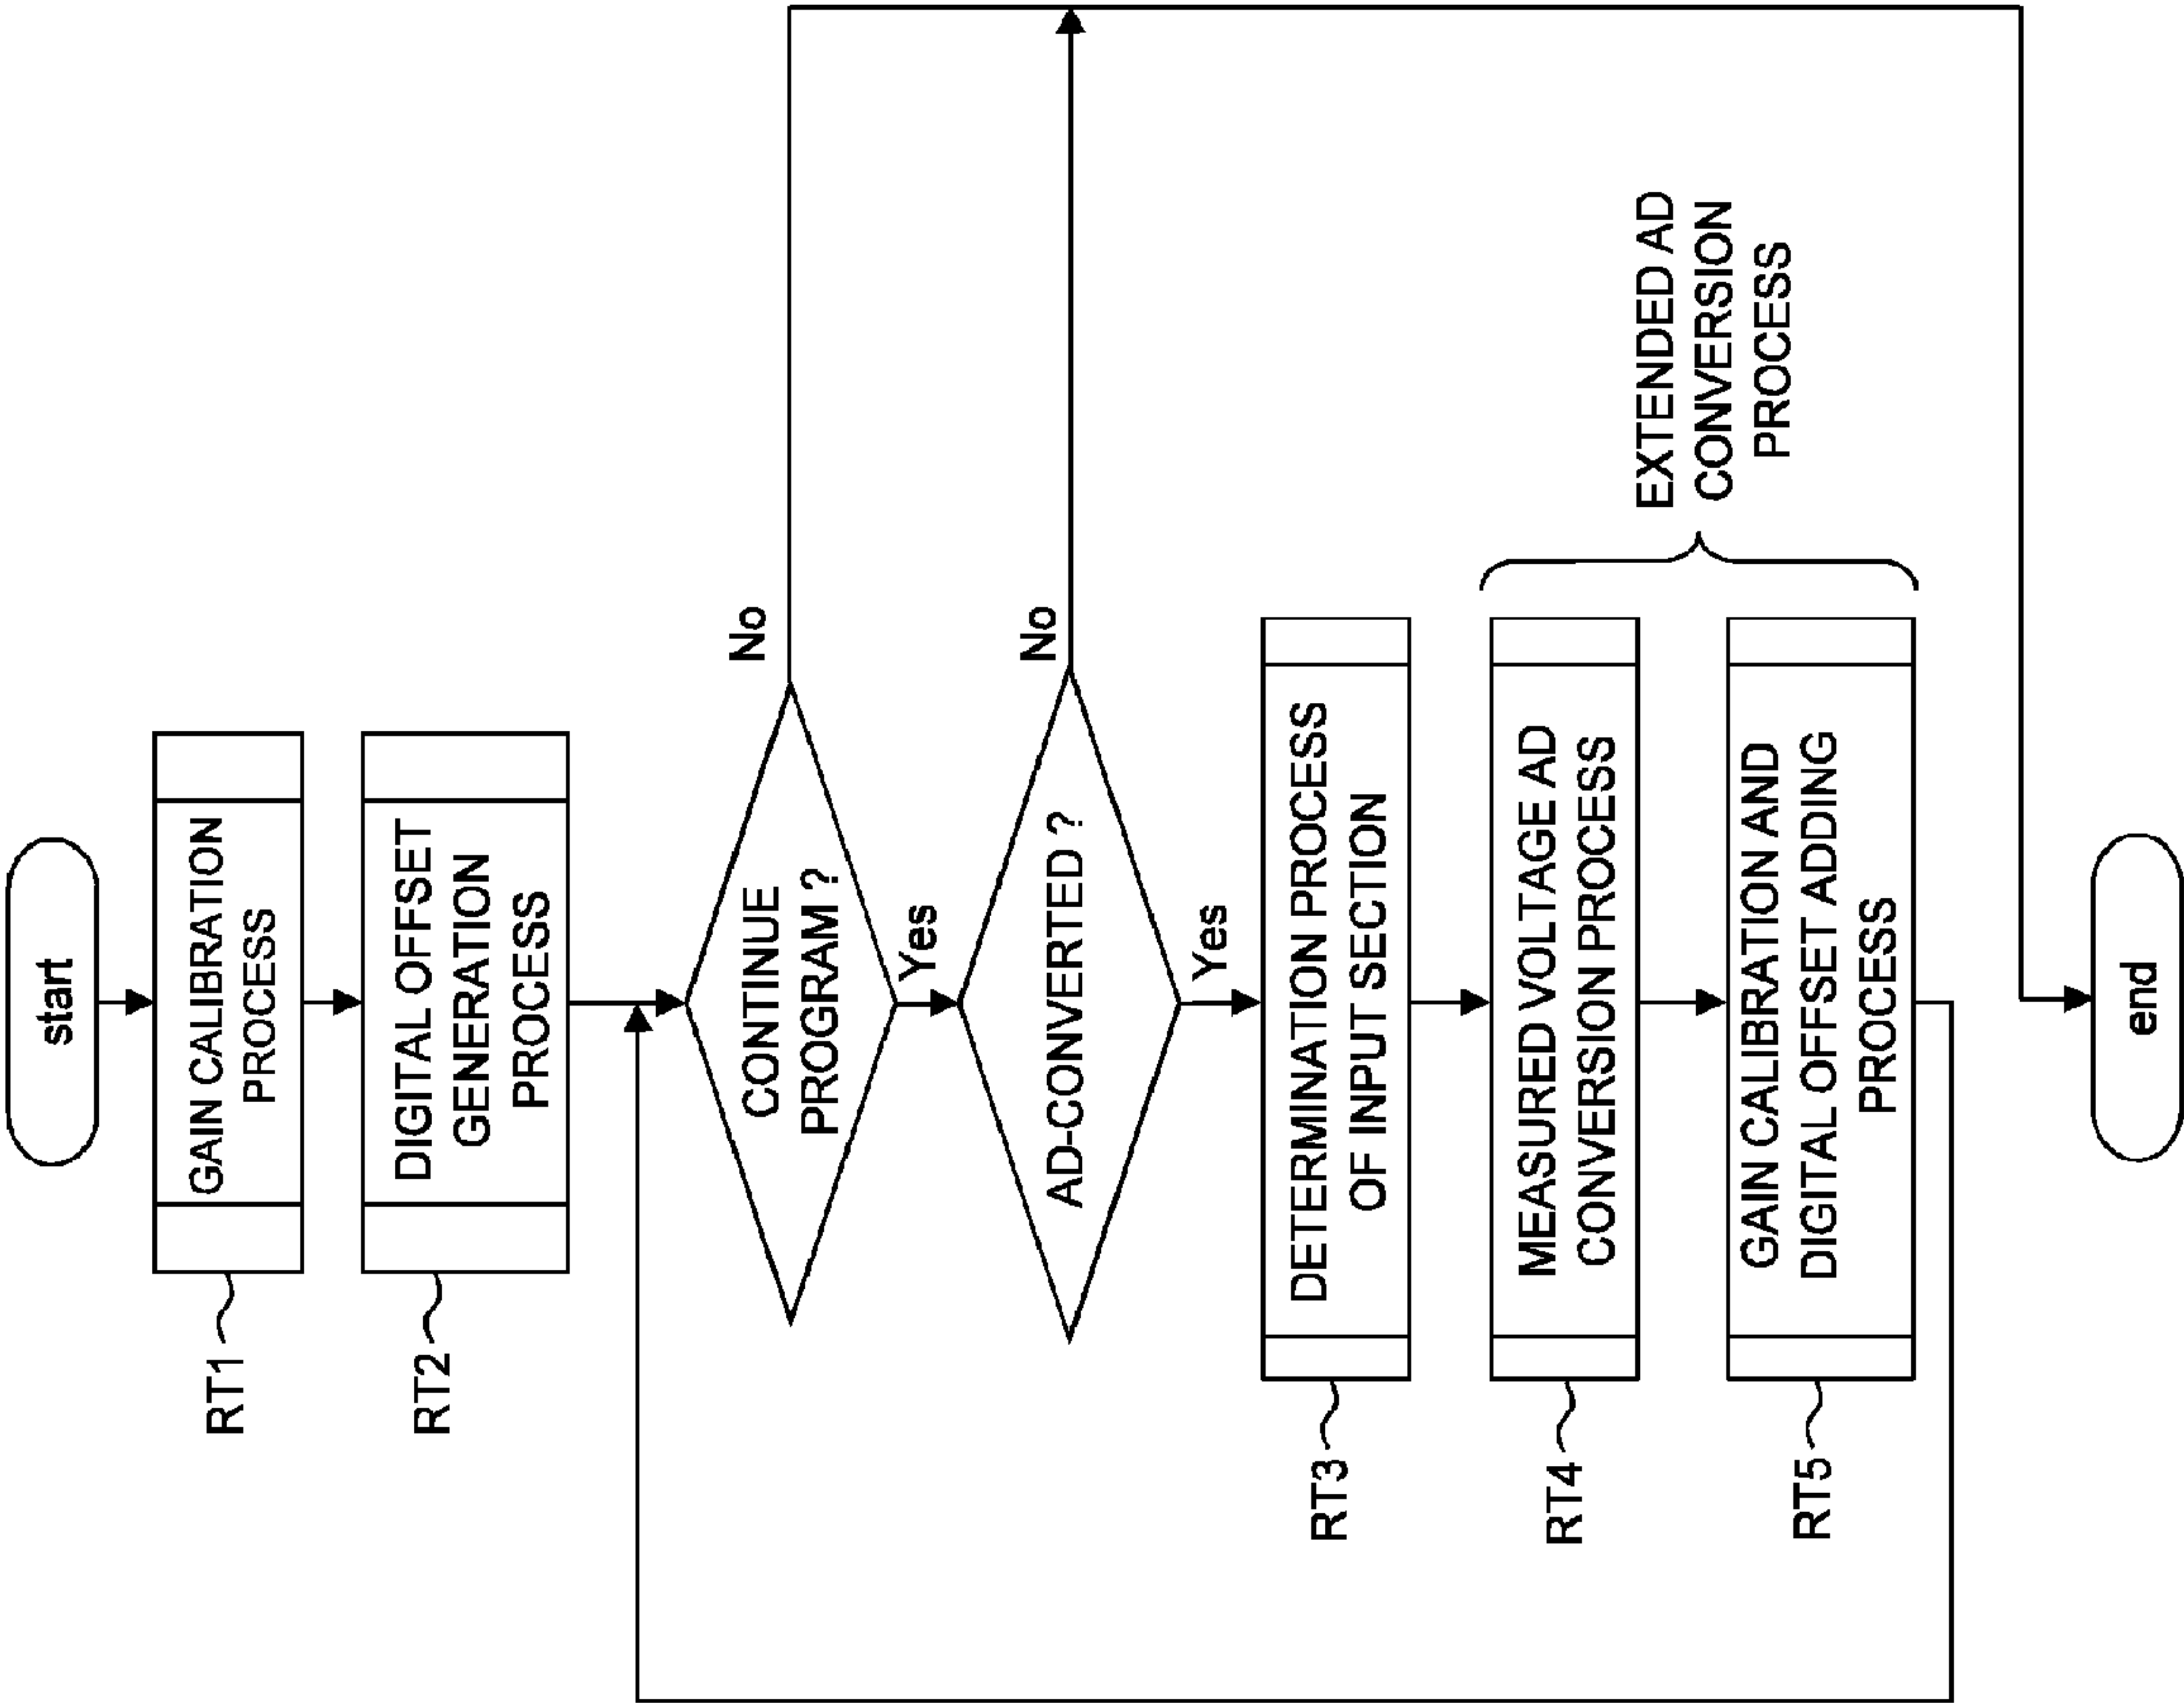 start
RT1
GAIN CALIBRATION
PROCESS
RT2
DIGITAL OFFSET
GENERATION
PROCESS
CONTINUE
PROGRAM ?
No
Yes
AD-CONVERTED ?
No
Yes
RT3
DETERMINATION PROCESS
OF INPUT SECTION
RT4
MEASURED VOLTAGE AD
CONVERSION PROCESS
EXTENDED AD
CONVERSION
PROCESS
RT5
GAIN CALIBRATION AND
DIGITAL OFFSET ADDING
PROCESS
end